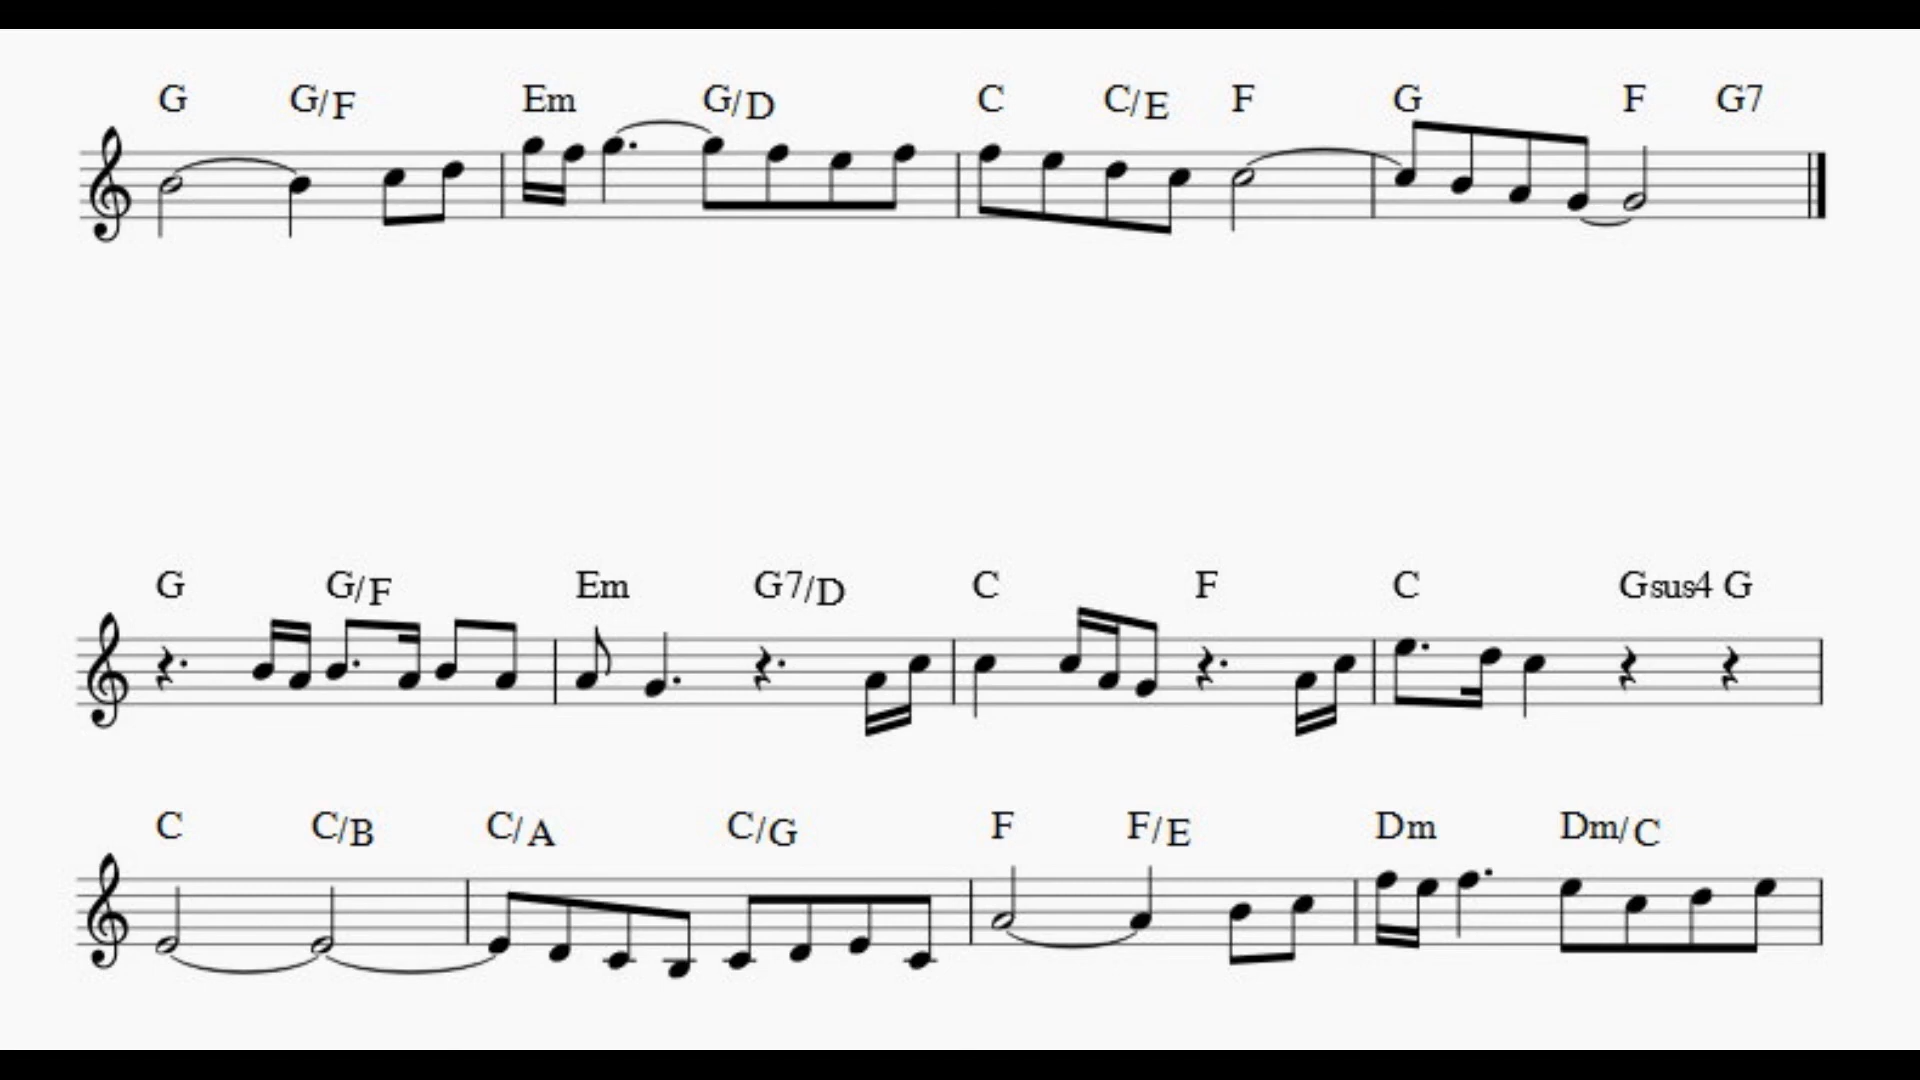 G G/F Em G/D C C/E F G F G7
G G/F Em G7/D C F C Gsus4 G
C C/B C/A C/G F F/E Dm Dm/C